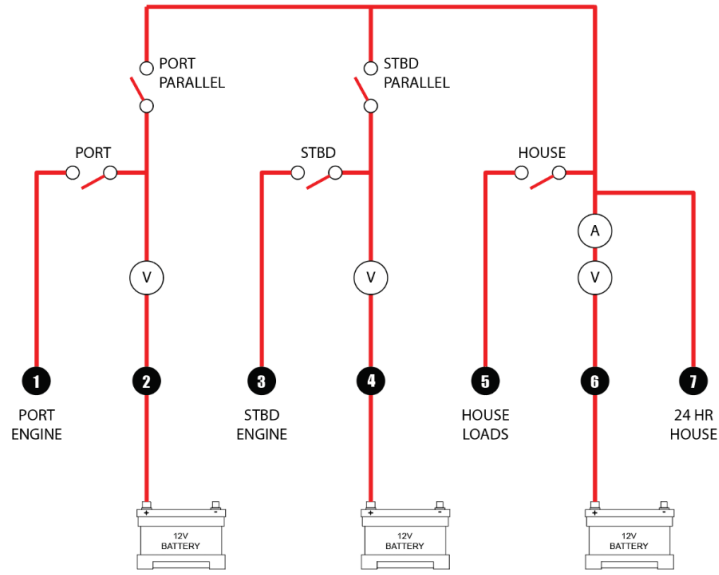 PORT
PARALLEL
STBD
PARALLEL
PORT
STBD
HOUSE
A
V
V
V
1
2
3
4
5
6
7
PORT
ENGINE
STBD
ENGINE
HOUSE
LOADS
24 HR
HOUSE
+
-
+
-
+
-
12V
BATTERY
12V
BATTERY
12V
BATTERY